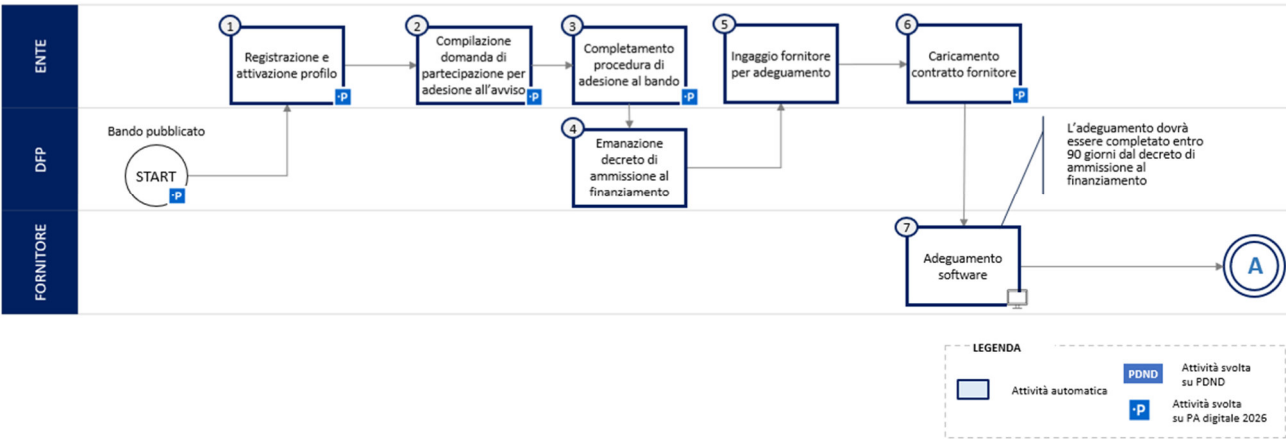 ENTE
1
Registrazione e
attivazione profilo
·P
2
Compilazione
domanda di
partecipazione per
adesione all'avviso
·P
3
Completamento
procedura di
adesione al bando
·P
5
Ingaggio fornitore
per adeguamento
6
Caricamento
contratto fornitore
·P
DFP
Bando pubblicato
START
·P
4
Emanazione
decreto di
ammissione al
finanziamento
L'adeguamento dovrà
essere completato entro
90 giorni dal decreto di
ammissione al
finanziamento
FORNITORE
7
Adeguamento
software
A
LEGENDA
Attività automatica
PDND
Attività svolta
su PDND
·P
Attività svolta
su PA digitale 2026